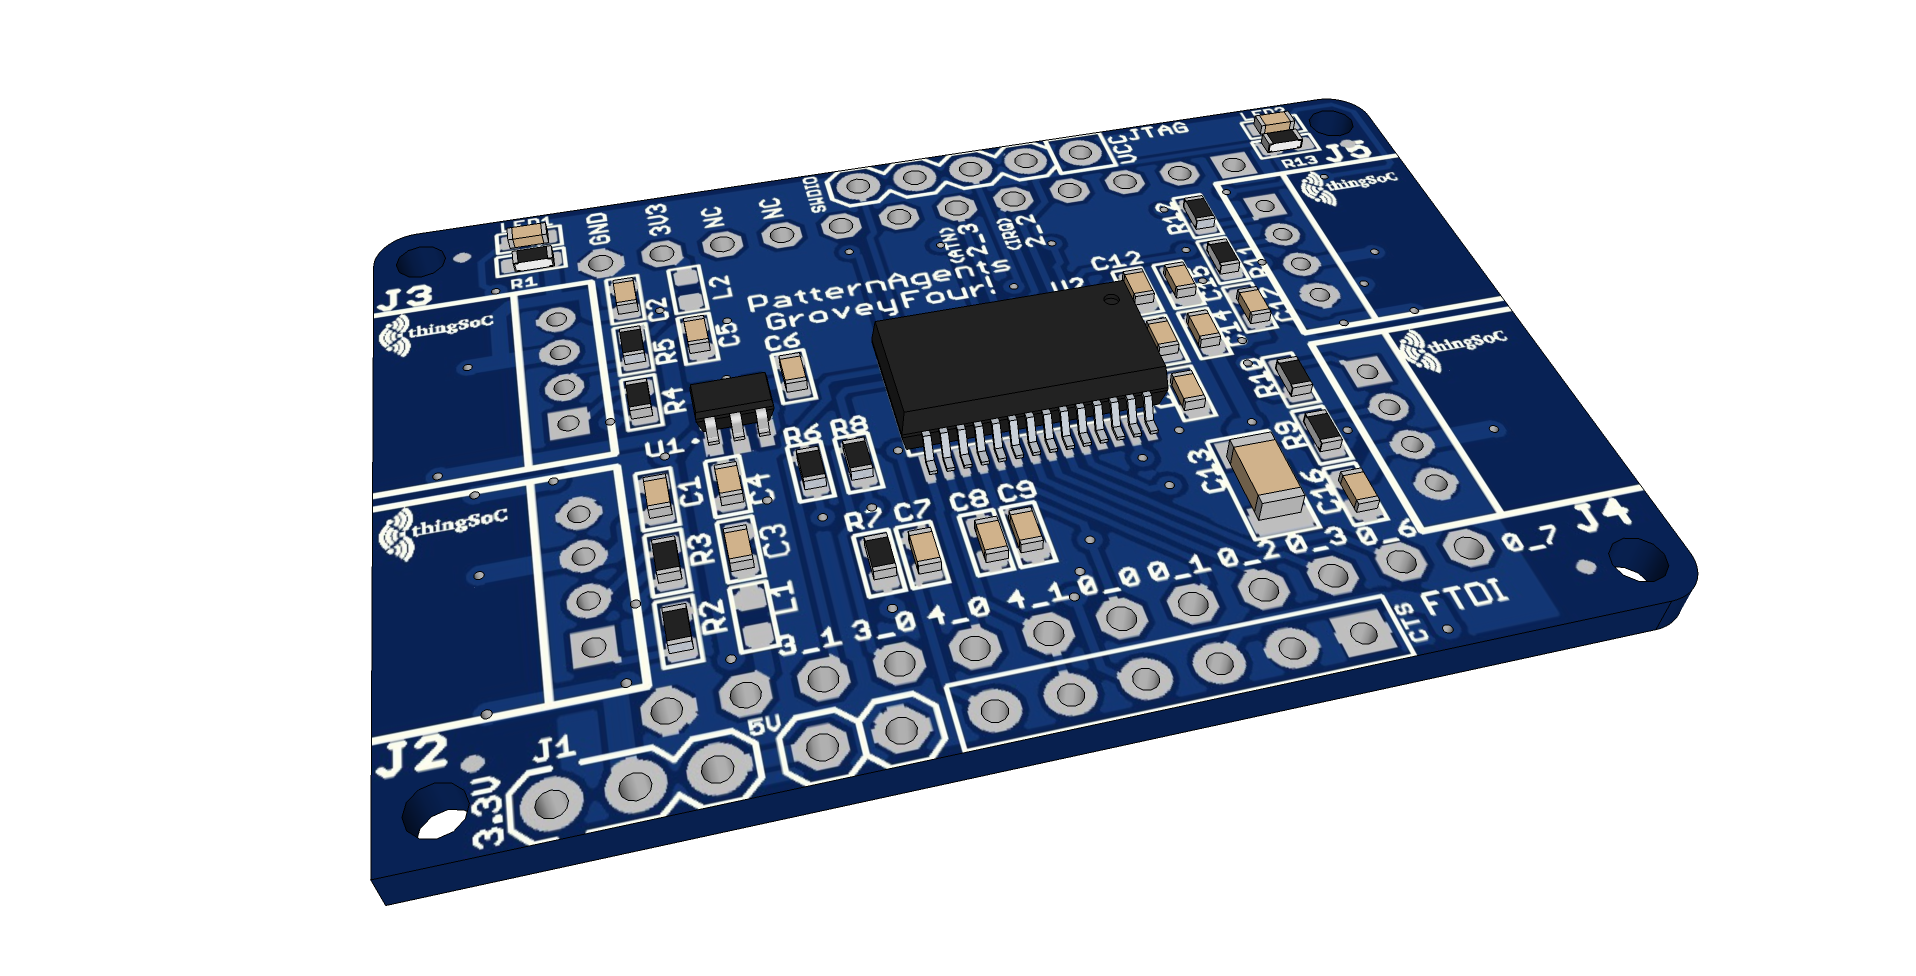 JTAG
VCC
SWDIO
J5
R13
thingSoC
LED1
GND
3V3
NC
NC
(ATN)
2_3
(IRQ)
2_2
R1
J3
thingSoC
C2
L2
R5
C5
R4
PatternAgents
GroveyFour!
C6
C12
U2
R11
C14
R10
R9
thingSoC
U1
R6
R8
C1
C4
thingSoC
R3
C3
R2
L1
R7
C7
C8
C9
C13
C16
J4
3_1
3_0
4_0
4_1
0_0
0_1
0_2
0_3
0_6
0_7
FTDI
CTS
J2
J1
5V
3.3V